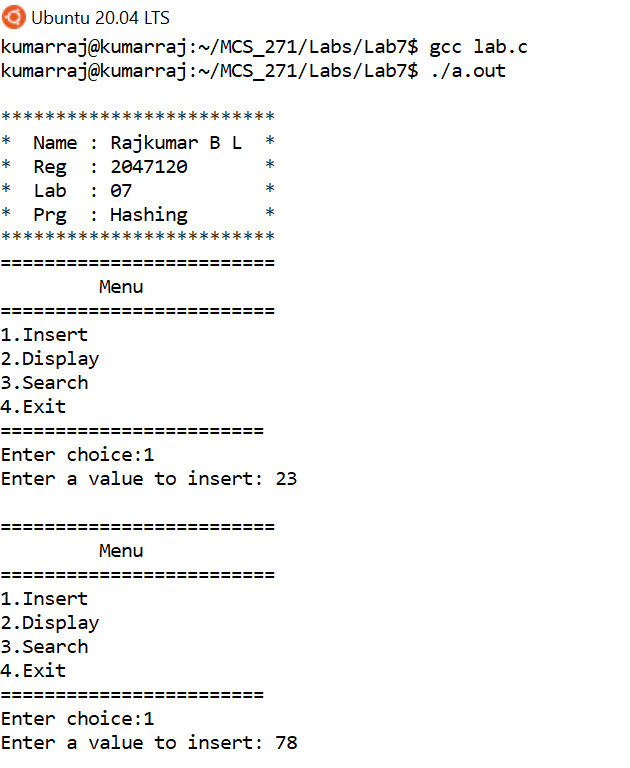 Ubuntu 20.04 LTS
kumarraj@kumarraj:~/MCS_271/Labs/Lab7$ gcc lab.c
kumarraj@kumarraj:~/MCS_271/Labs/Lab7$ ./a.out
*************************
*  Name : Rajkumar B L  *
*  Reg  : 2047120       *
*  Lab  : 07            *
*  Prg  : Hashing       *
*************************
=========================
         Menu
=========================
1.Insert
2.Display
3.Search
4.Exit
========================
Enter choice:1
Enter a value to insert: 23
=========================
         Menu
=========================
1.Insert
2.Display
3.Search
4.Exit
========================
Enter choice:1
Enter a value to insert: 78